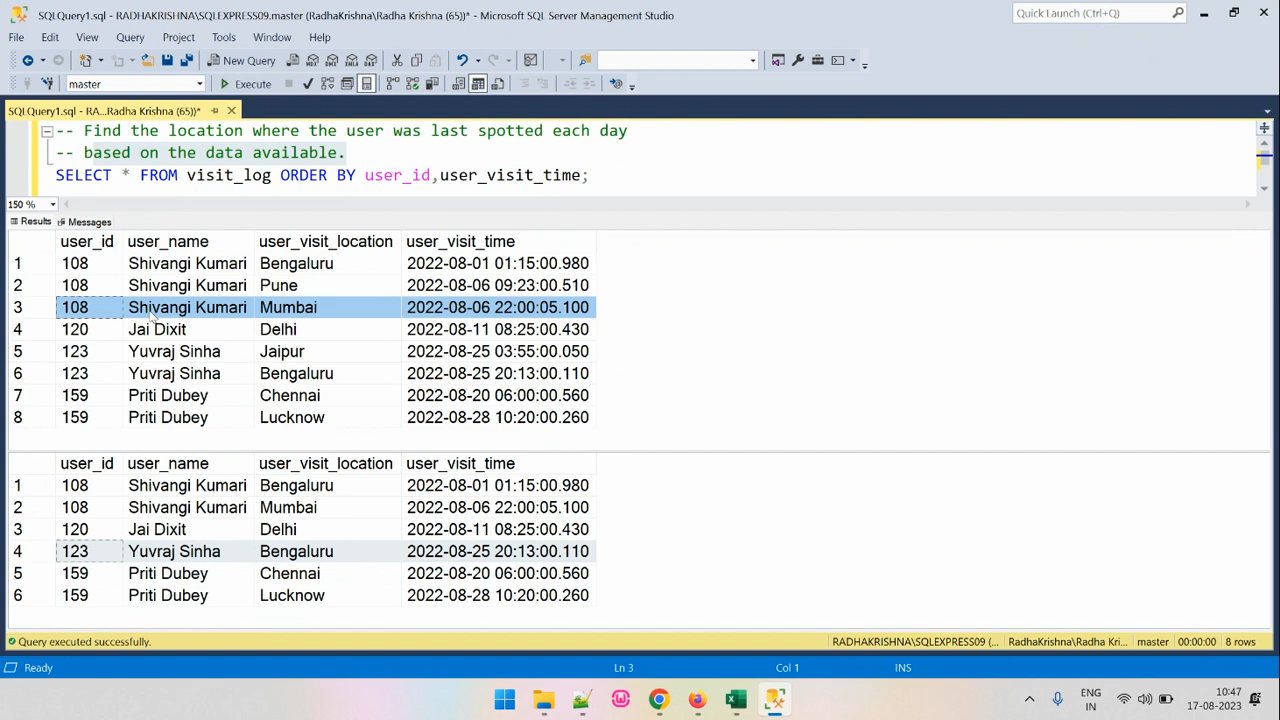 SQLQuery1.sql - RADHAKRISHNA\SQLEXPRESS09.master (RadhaKrishna\Radha Krishna (65))* - Microsoft SQL Server Management Studio
Quick Launch (Ctrl+Q)
File Edit View Query Project Tools Window Help
New Query
master Execute
SQLQuery1.sql - RA...Radha Krishna (65))*
-- Find the location where the user was last spotted each day
-- based on the data available.
SELECT * FROM visit_log ORDER BY user_id,user_visit_time;
150 %
Results Messages
user_id user_name user_visit_location user_visit_time
1 108 Shivangi Kumari Bengaluru 2022-08-01 01:15:00.980
2 108 Shivangi Kumari Pune 2022-08-06 09:23:00.510
3 108 Shivangi Kumari Mumbai 2022-08-06 22:00:05.100
4 120 Jai Dixit Delhi 2022-08-11 08:25:00.430
5 123 Yuvraj Sinha Jaipur 2022-08-25 03:55:00.050
6 123 Yuvraj Sinha Bengaluru 2022-08-25 20:13:00.110
7 159 Priti Dubey Chennai 2022-08-20 06:00:00.560
8 159 Priti Dubey Lucknow 2022-08-28 10:20:00.260
user_id user_name user_visit_location user_visit_time
1 108 Shivangi Kumari Bengaluru 2022-08-01 01:15:00.980
2 108 Shivangi Kumari Mumbai 2022-08-06 22:00:05.100
3 120 Jai Dixit Delhi 2022-08-11 08:25:00.430
4 123 Yuvraj Sinha Bengaluru 2022-08-25 20:13:00.110
5 159 Priti Dubey Chennai 2022-08-20 06:00:00.560
6 159 Priti Dubey Lucknow 2022-08-28 10:20:00.260
Query executed successfully. RADHAKRISHNA\SQLEXPRESS09 (... RadhaKrishna\Radha Kri... master 00:00:00 8 rows
Ready Ln 3 Col 1 INS
ENG 10:47
IN 17-08-2023